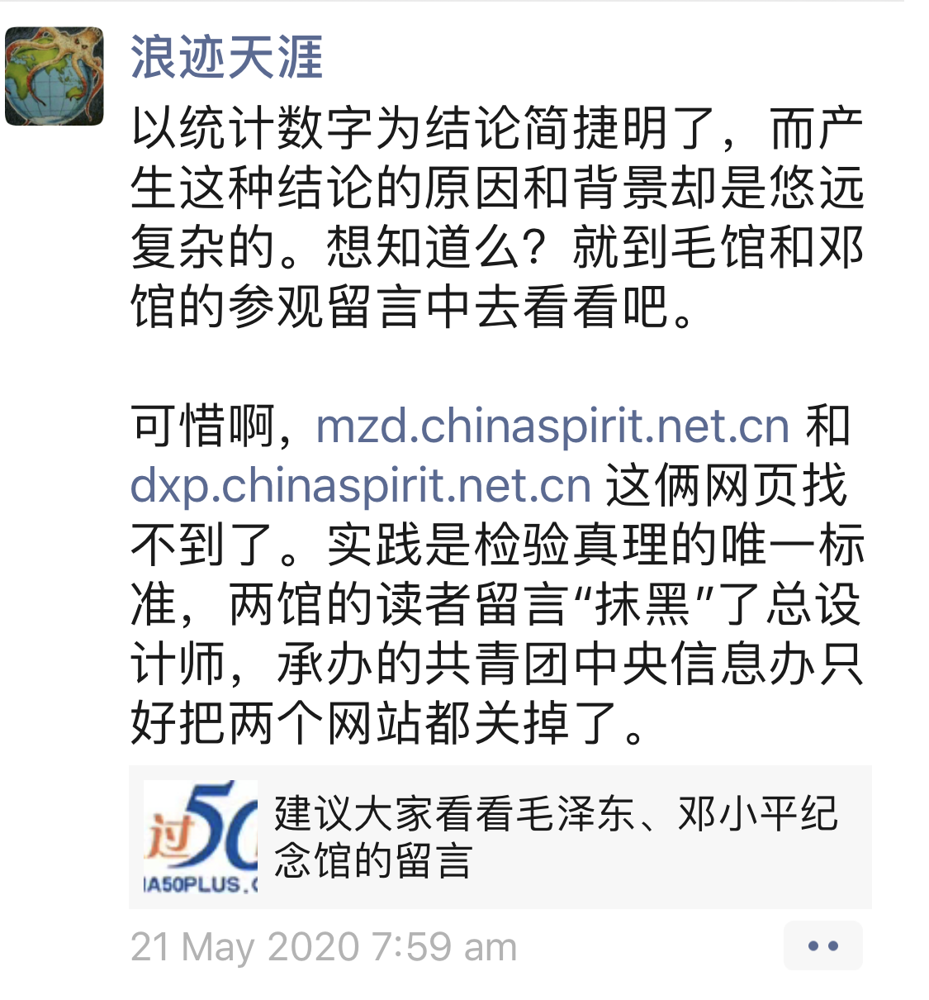 浪迹天涯
以统计数字为结论简捷明了，而产
生这种结论的原因和背景却是悠远
复杂的。想知道么？就到毛馆和邓
馆的参观留言中去看看吧。
可惜啊，mzd.chinaspirit.net.cn 和
dxp.chinaspirit.net.cn 这俩网页找
不到了。实践是检验真理的唯一标
准，两馆的读者留言“抹黑”了总设
计师，承办的共青团中央信息办只
好把两个网站都关掉了。
过50
IA50PLUS.C
建议大家看看毛泽东、邓小平纪
念馆的留言
21 May 2020 7:59 am